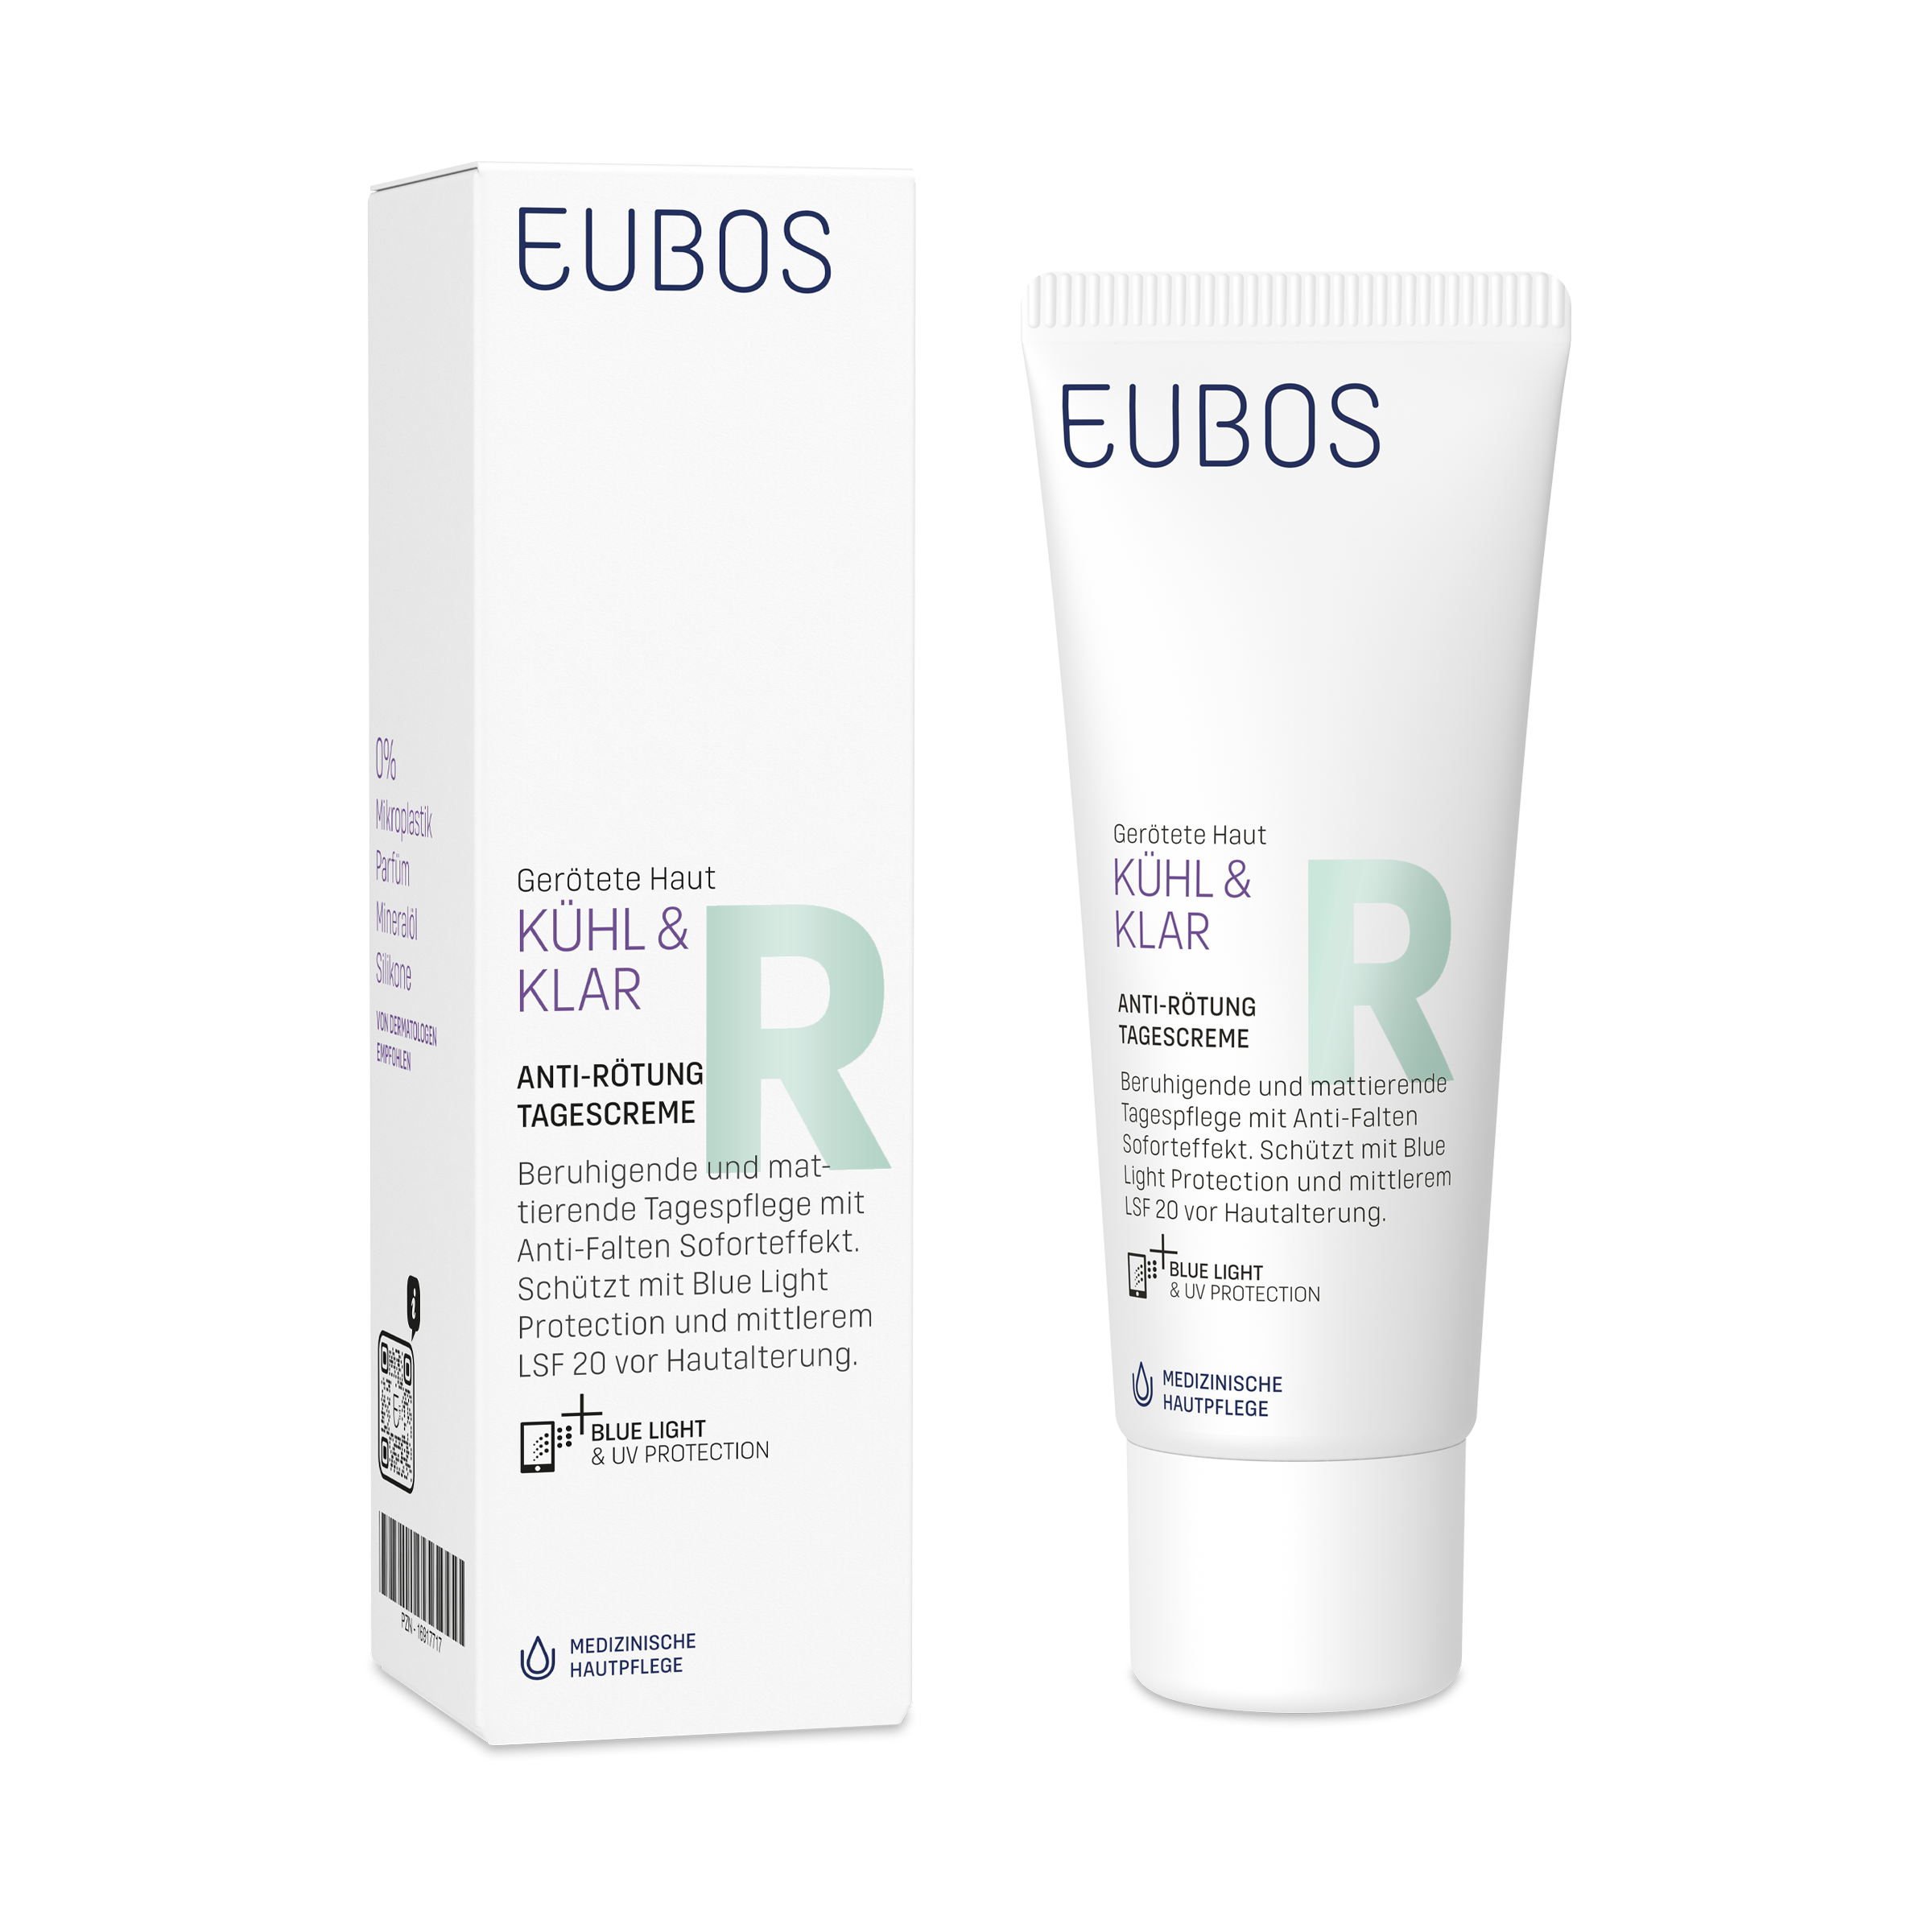 EUBOS
Gerötete Haut
KÜHL &
KLAR
R
ANTI-RÖTUNG
TAGESCREME
Beruhigende und mat-
tierende Tagespflege mit
Anti-Falten Soforteffekt.
Schützt mit Blue Light
Protection und mittlerem
LSF 20 vor Hautalterung.
BLUE LIGHT
& UV PROTECTION
MEDIZINISCHE
HAUTPFLEGE
0%
Mikroplastik
Parfüm
Mineralöl
Silikone
VON DERMATOLOGEN
EMPFOHLEN
i
PZN - 16917717
EUBOS
Gerötete Haut
KÜHL &
KLAR
R
ANTI-RÖTUNG
TAGESCREME
Beruhigende und mattierende
Tagespflege mit Anti-Falten
Soforteffekt. Schützt mit Blue
Light Protection und mittlerem
LSF 20 vor Hautalterung.
BLUE LIGHT
& UV PROTECTION
MEDIZINISCHE
HAUTPFLEGE